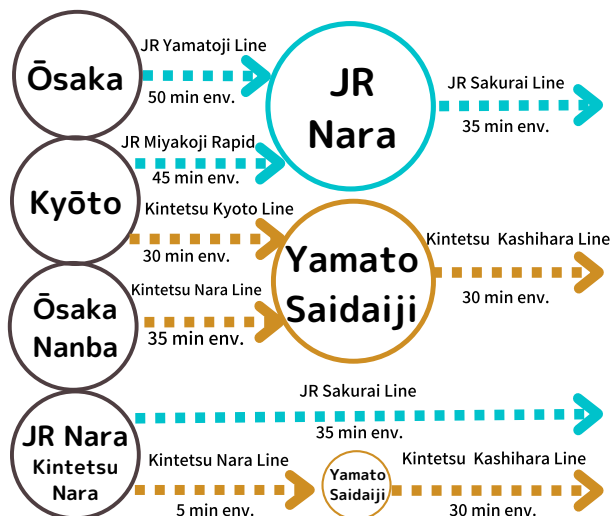 Ōsaka
JR Yamatoji Line
50 min env.
JR
Nara
JR Sakurai Line
35 min env.
JR Miyakoji Rapid
45 min env.
Kyōto
Kintetsu Kyoto Line
30 min env.
Yamato
Saidaiji
Kintetsu Kashihara Line
30 min env.
Ōsaka
Nanba
Kintetsu Nara Line
35 min env.
JR Nara
Kintetsu
Nara
JR Sakurai Line
35 min env.
Kintetsu Nara Line
5 min env.
Yamato
Saidaiji
Kintetsu Kashihara Line
30 min env.